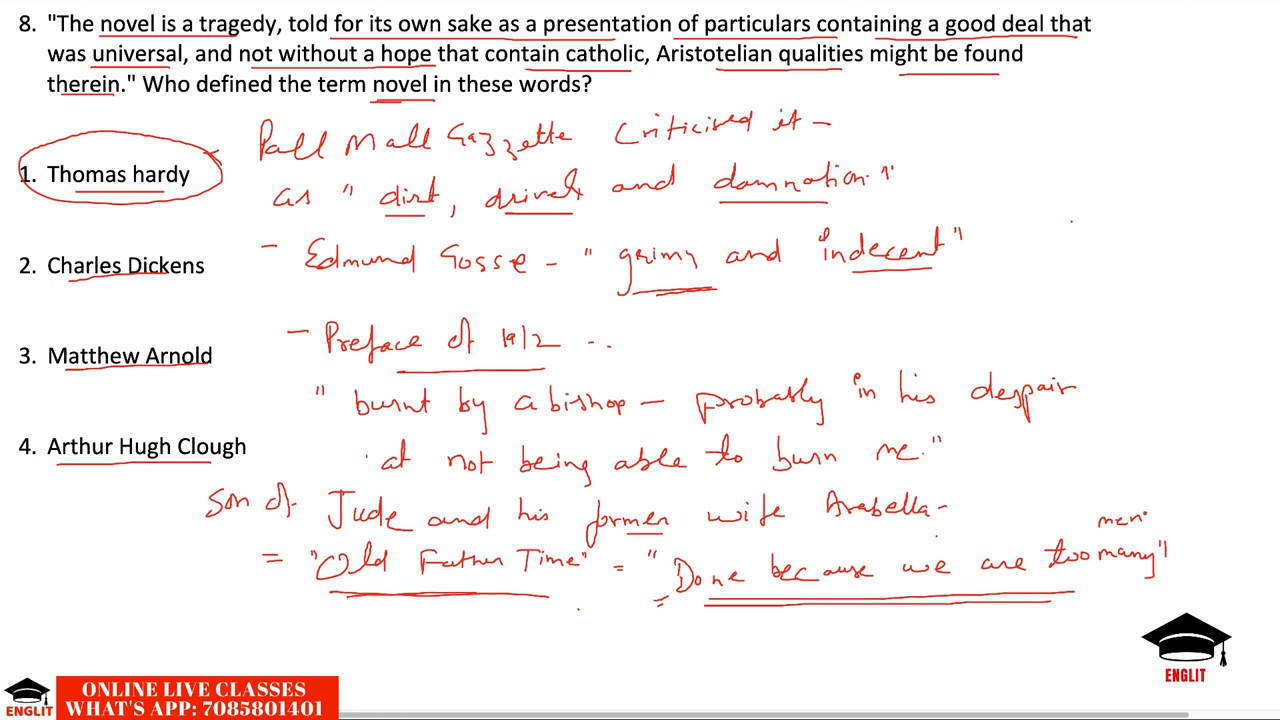 8. "The novel is a tragedy, told for its own sake as a presentation of particulars containing a good deal that
was universal, and not without a hope that contain catholic, Aristotelian qualities might be found
therein." Who defined the term novel in these words?
Pall Mall Gazzette Criticised it –
1. Thomas hardy
as " dirt, drivel and damnation."
– Edmund Gosse – " grimy and indecent"
2. Charles Dickens
– Preface of 1912 ..
3. Matthew Arnold
" burnt by a bishop – probably in his despair
4. Arthur Hugh Clough
at not being able to burn me."
Son of Jude and his former wife Arabella –
men
= "Old Father Time" = " Done because we are too many"
ENGLIT
ONLINE LIVE CLASSES
WHAT'S APP: 7085801401
ENGLIT